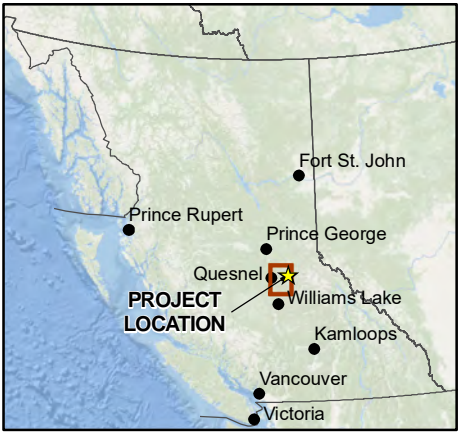 Fort St. John
Prince Rupert
Prince George
Quesnel
Williams Lake
PROJECT
LOCATION
Kamloops
Vancouver
Victoria